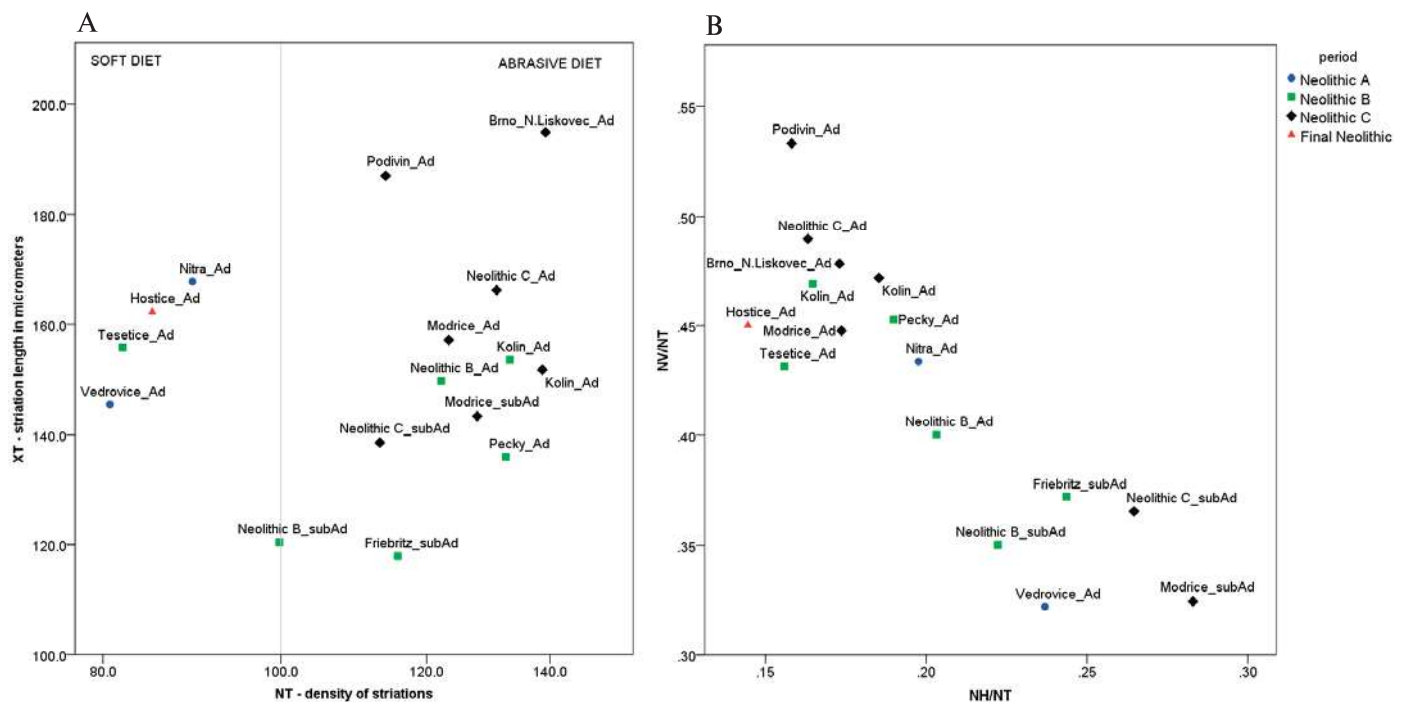 A
SOFT DIET
ABRASIVE DIET
XT - striation length in micrometers
200.0
180.0
160.0
140.0
120.0
100.0
Brno_N.Liskovec_Ad
Podivin_Ad
Nitra_Ad
Neolithic C_Ad
Hostice_Ad
Tesetice_Ad
Modrice_Ad
Kolin_Ad
Neolithic B_Ad
Kolin_Ad
Vedrovice_Ad
Modrice_subAd
Neolithic C_subAd
Pecky_Ad
Neolithic B_subAd
Friebritz_subAd
80.0
100.0
120.0
140.0
NT - density of striations
B
NV/NT
.55
.50
.45
.40
.35
.30
Podivin_Ad
Neolithic C_Ad
Brno_N.Liskovec_Ad
Kolin_Ad
Kolin_Ad
Hostice_Ad
Pecky_Ad
Modrice_Ad
Tesetice_Ad
Nitra_Ad
Neolithic B_Ad
Friebritz_subAd
Neolithic C_subAd
Neolithic B_subAd
Vedrovice_Ad
Modrice_subAd
.15
.20
.25
.30
NH/NT
period
Neolithic A
Neolithic B
Neolithic C
Final Neolithic